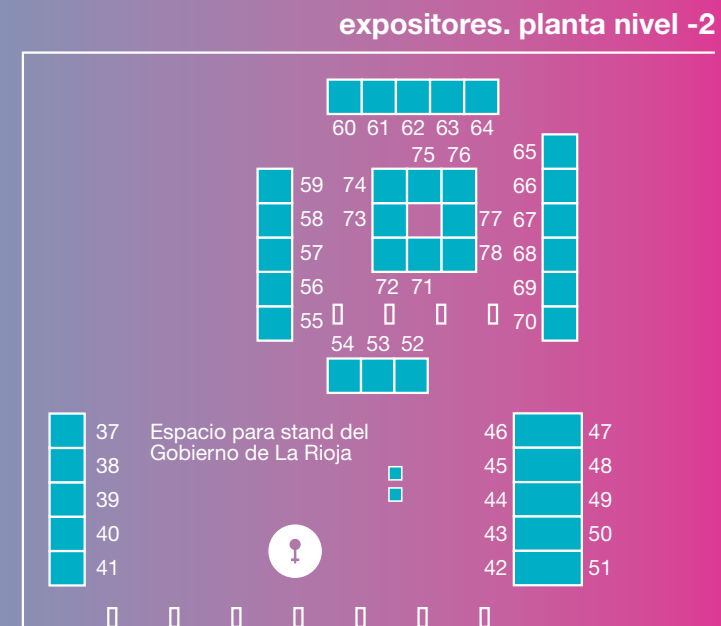 expositores. planta nivel -2
60 61 62 63 64
75 76
65
59 74 66
58 73 77 67
57 78 68
56 72 71 69
55 70
54 53 52
37 Espacio para stand del 46 47
Gobierno de La Rioja
38 45 48
39 44 49
40 43 50
41 42 51